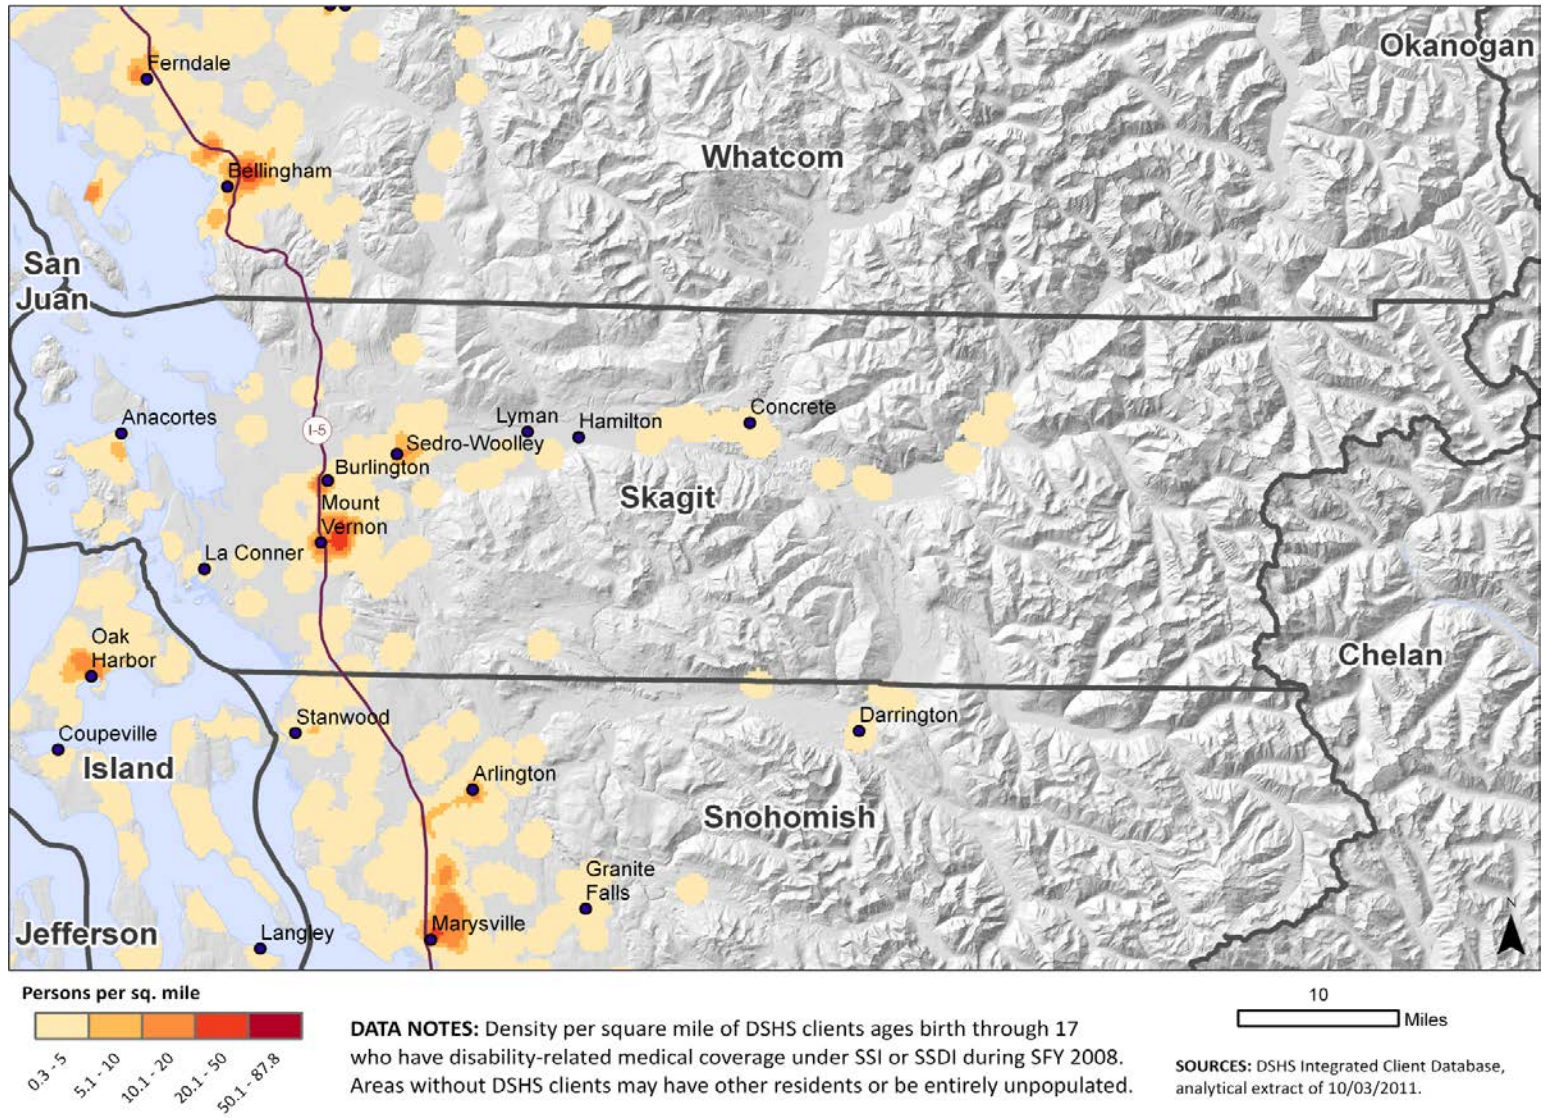 Okanogan
Ferndale
Whatcom
Bellingham
San
Juan
Anacortes
I-5
Lyman
Hamilton
Concrete
Sedro-Woolley
Burlington
Skagit
Mount
Vernon
La Conner
Oak
Harbor
Chelan
Stanwood
Darrington
Coupeville
Island
Arlington
Snohomish
Granite
Falls
Jefferson
Langley
Marysville
N
Persons per sq. mile
0.3 - 5
5.1 - 10
10.1 - 20
20.1 - 50
50.1 - 87.8
DATA NOTES: Density per square mile of DSHS clients ages birth through 17
who have disability-related medical coverage under SSI or SSDI during SFY 2008.
Areas without DSHS clients may have other residents or be entirely unpopulated.
10
Miles
SOURCES: DSHS Integrated Client Database,
analytical extract of 10/03/2011.